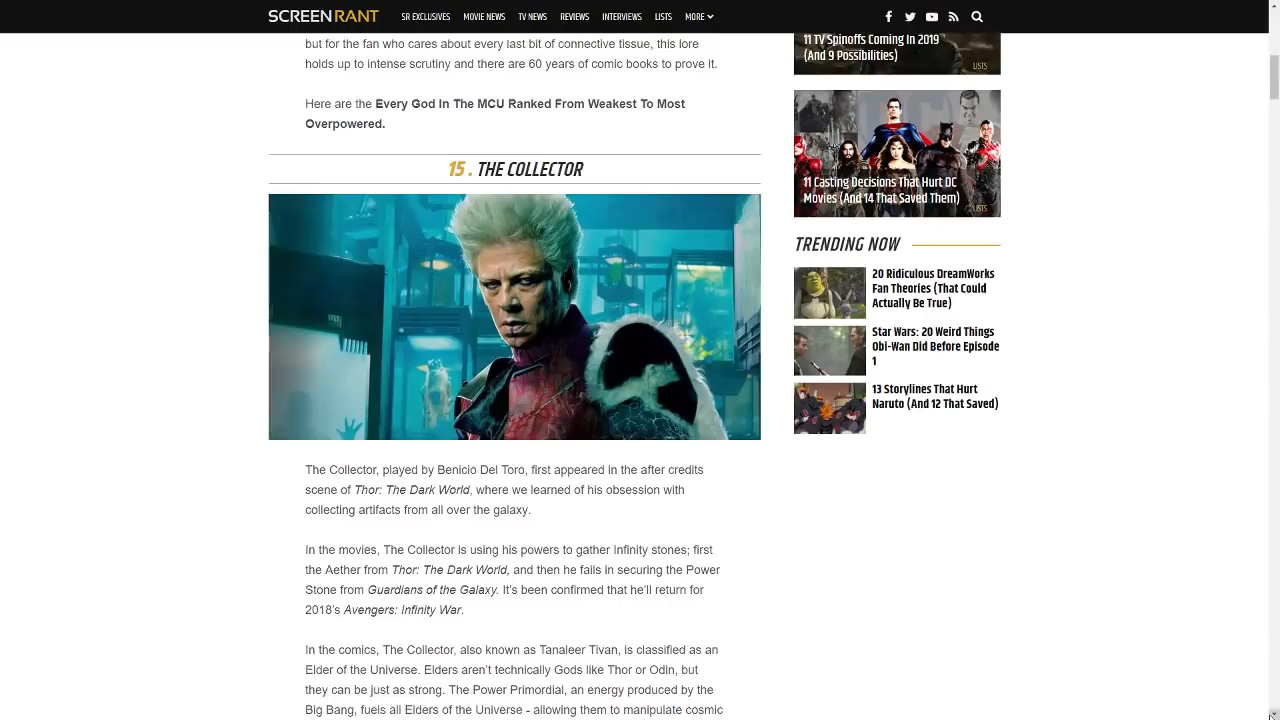 SCREENRANT
SR EXCLUSIVES MOVIE NEWS TV NEWS REVIEWS INTERVIEWS LISTS MORE
but for the fan who cares about every last bit of connective tissue, this lore
holds up to intense scrutiny and there are 60 years of comic books to prove it.
Here are the Every God In The MCU Ranked From Weakest To Most
Overpowered.
15 . THE COLLECTOR
The Collector, played by Benicio Del Toro, first appeared in the after credits
scene of Thor: The Dark World, where we learned of his obsession with
collecting artifacts from all over the galaxy.
In the movies, The Collector is using his powers to gather Infinity stones; first
the Aether from Thor: The Dark World, and then he fails in securing the Power
Stone from Guardians of the Galaxy. It's been confirmed that he'll return for
2018's Avengers: Infinity War.
In the comics, The Collector, also known as Tanaleer Tivan, is classified as an
Elder of the Universe. Elders aren't technically Gods like Thor or Odin, but
they can be just as strong. The Power Primordial, an energy produced by the
Big Bang, fuels all Elders of the Universe - allowing them to manipulate cosmic
11 TV Spinoffs Coming In 2019
(And 9 Possibilities)
LISTS
11 Casting Decisions That Hurt DC
Movies (And 14 That Saved Them)
LISTS
TRENDING NOW
20 Ridiculous DreamWorks
Fan Theories (That Could
Actually Be True)
Star Wars: 20 Weird Things
Obi-Wan Did Before Episode
1
13 Storylines That Hurt
Naruto (And 12 That Saved)